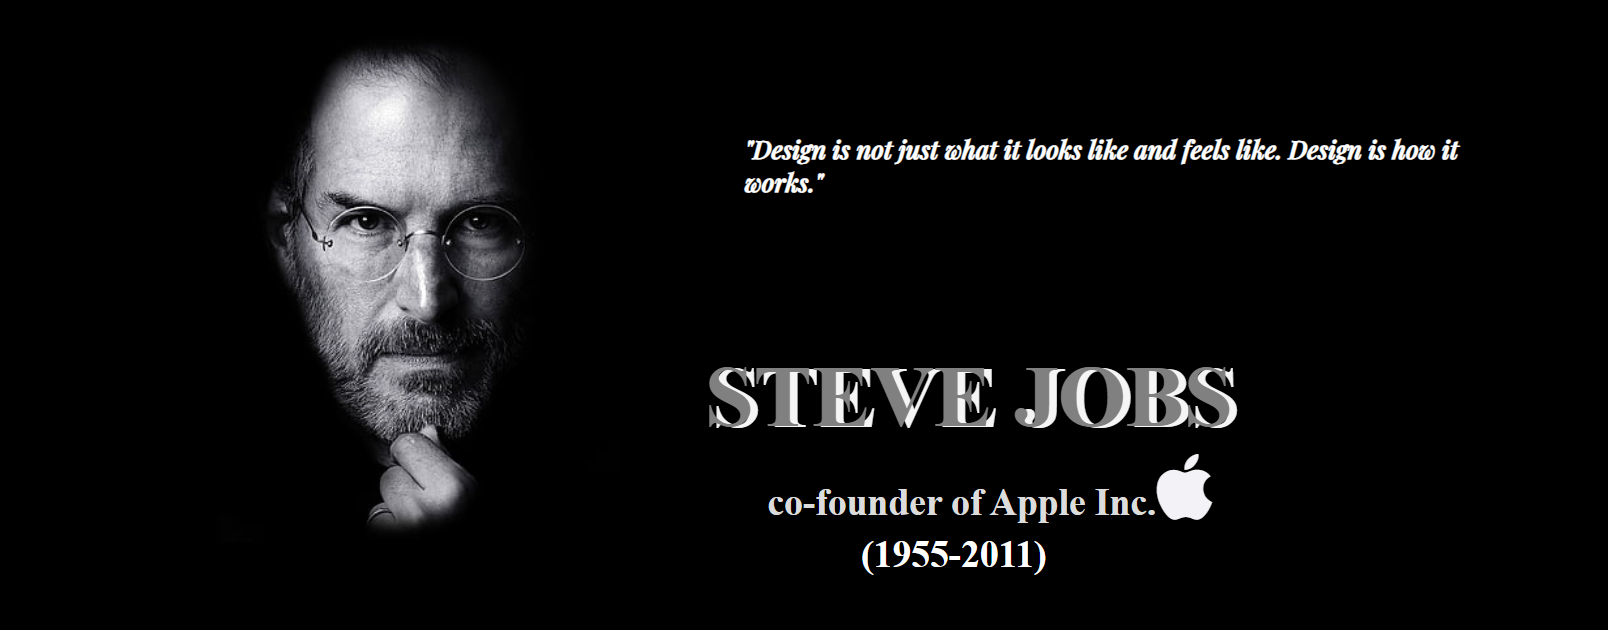 "Design is not just what it looks like and feels like. Design is how it
works."
STEVE JOBS
co-founder of Apple Inc.
(1955-2011)